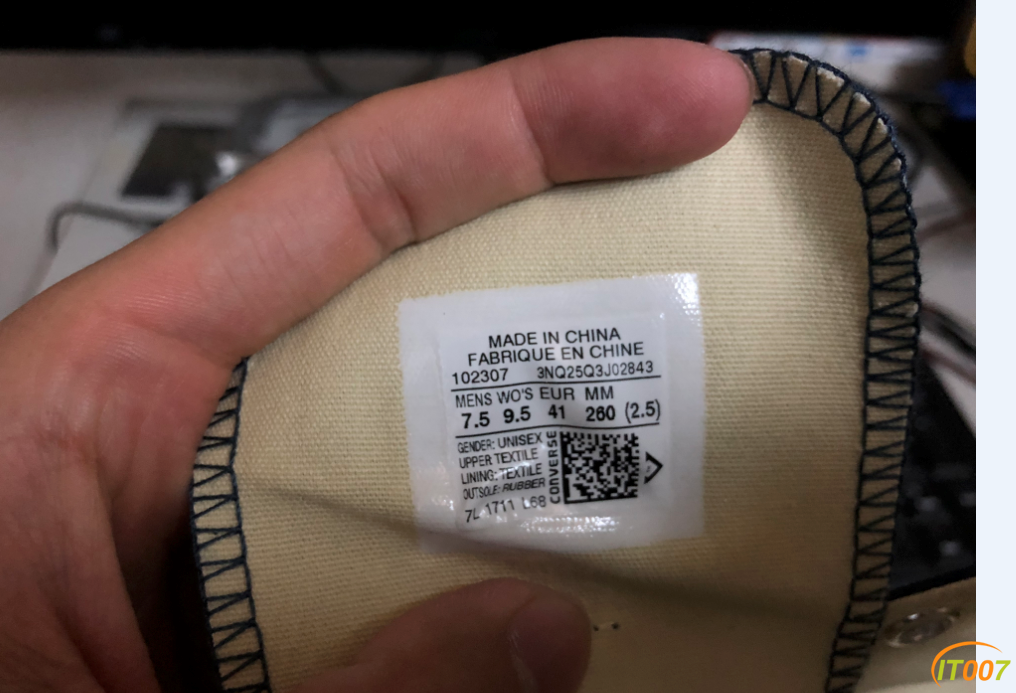 MADE IN CHINA
FABRIQUE EN CHINE
102307 3NQ25Q3J02843
MENS WO'S EUR MM
7.5 9.5 41 260 (2.5)
GENDER: UNISEX
UPPER TEXTILE
LINING: TEXTILE
OUTSOLE: RUBBER
CONVERSE
7L 1711 L68
IT007